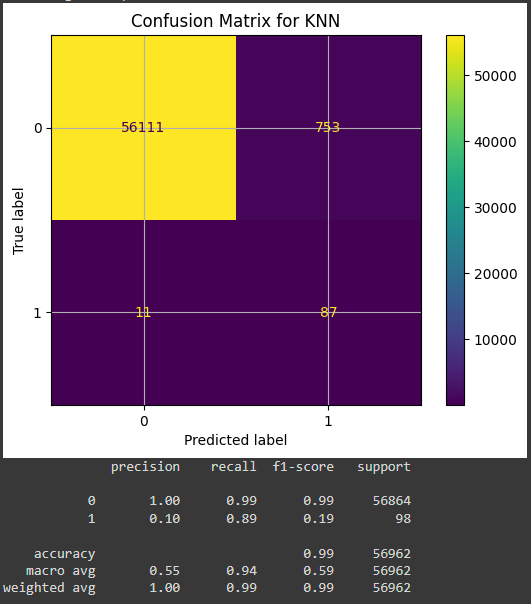 Confusion Matrix for KNN
0 56111 753 50000
40000
30000
True label
20000
1 11 87
10000
0 1
Predicted label
precision recall f1-score support
0 1.00 0.99 0.99 56864
1 0.10 0.89 0.19 98
accuracy 0.99 56962
macro avg 0.55 0.94 0.59 56962
weighted avg 1.00 0.99 0.99 56962